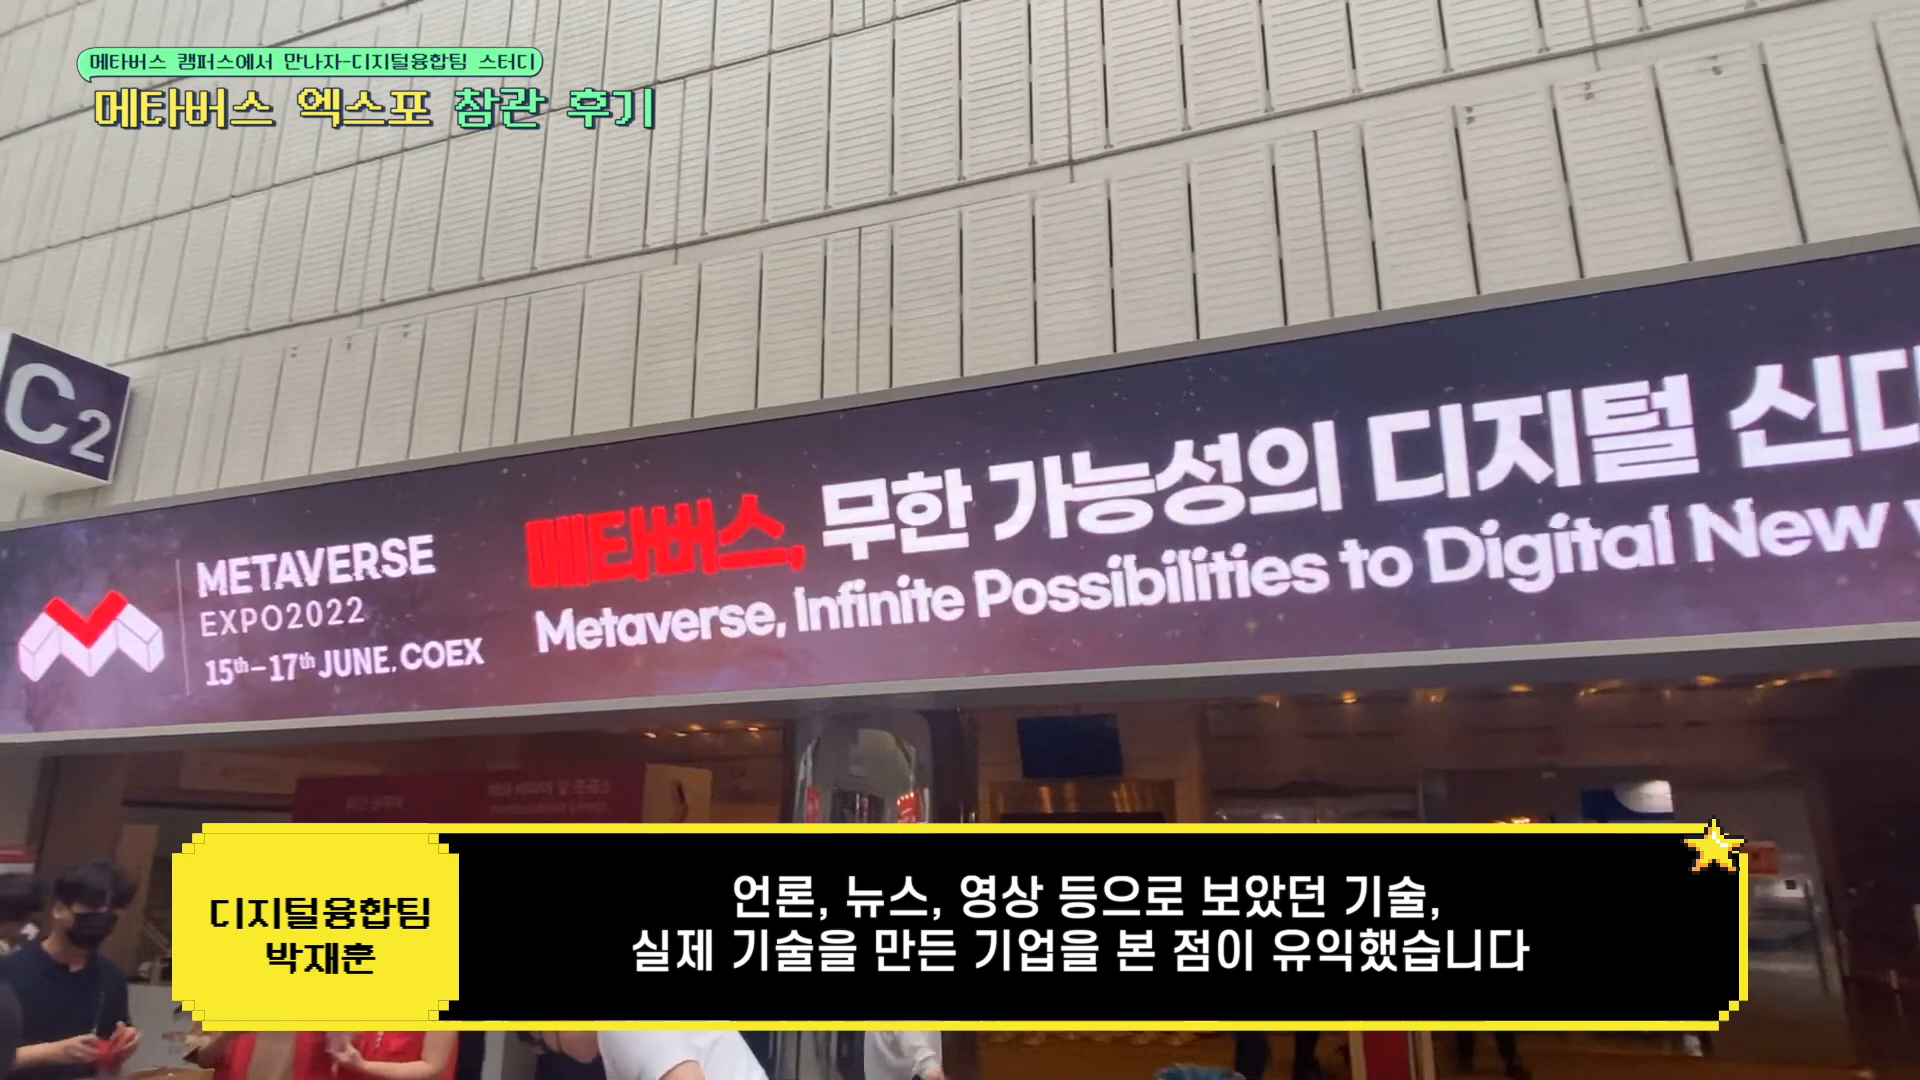 메타버스 캠퍼스에서 만나자-디지털융합팀 스터디
메타버스 엑스포 참관 후기
C2
METAVERSE
EXPO2022
15th–17th JUNE. COEX
메타버스, 무한 가능성의 디지털
Metaverse, Infinite Possibilities to Digital New
디지털융합팀
박재훈
언론, 뉴스, 영상 등으로 보았던 기술,
실제 기술을 만든 기업을 본 점이 유익했습니다